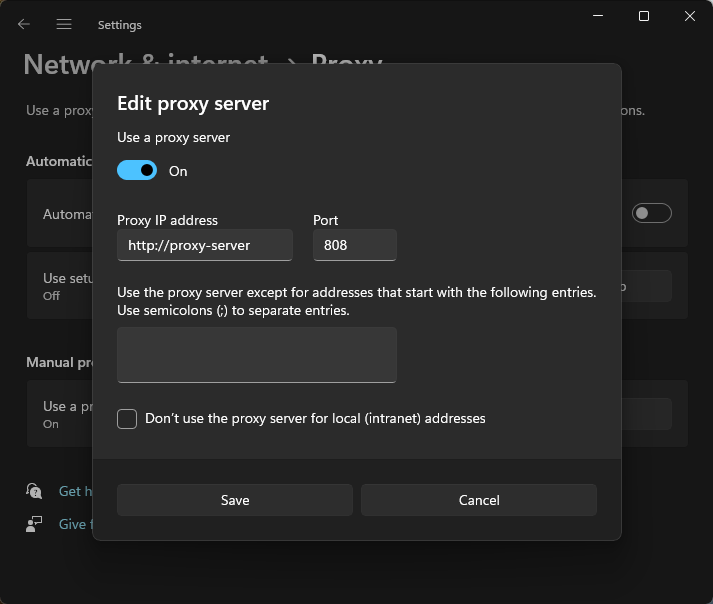 Settings
Network & internet > Proxy
Use a proxy
ons.
Automatic
Automa
Use setu
Off
p
Manual pr
Use a pr
On
Get h
Give f
Edit proxy server
Use a proxy server
On
Proxy IP address
Port
http://proxy-server
808
Use the proxy server except for addresses that start with the following entries.
Use semicolons (;) to separate entries.
Don't use the proxy server for local (intranet) addresses
Save
Cancel